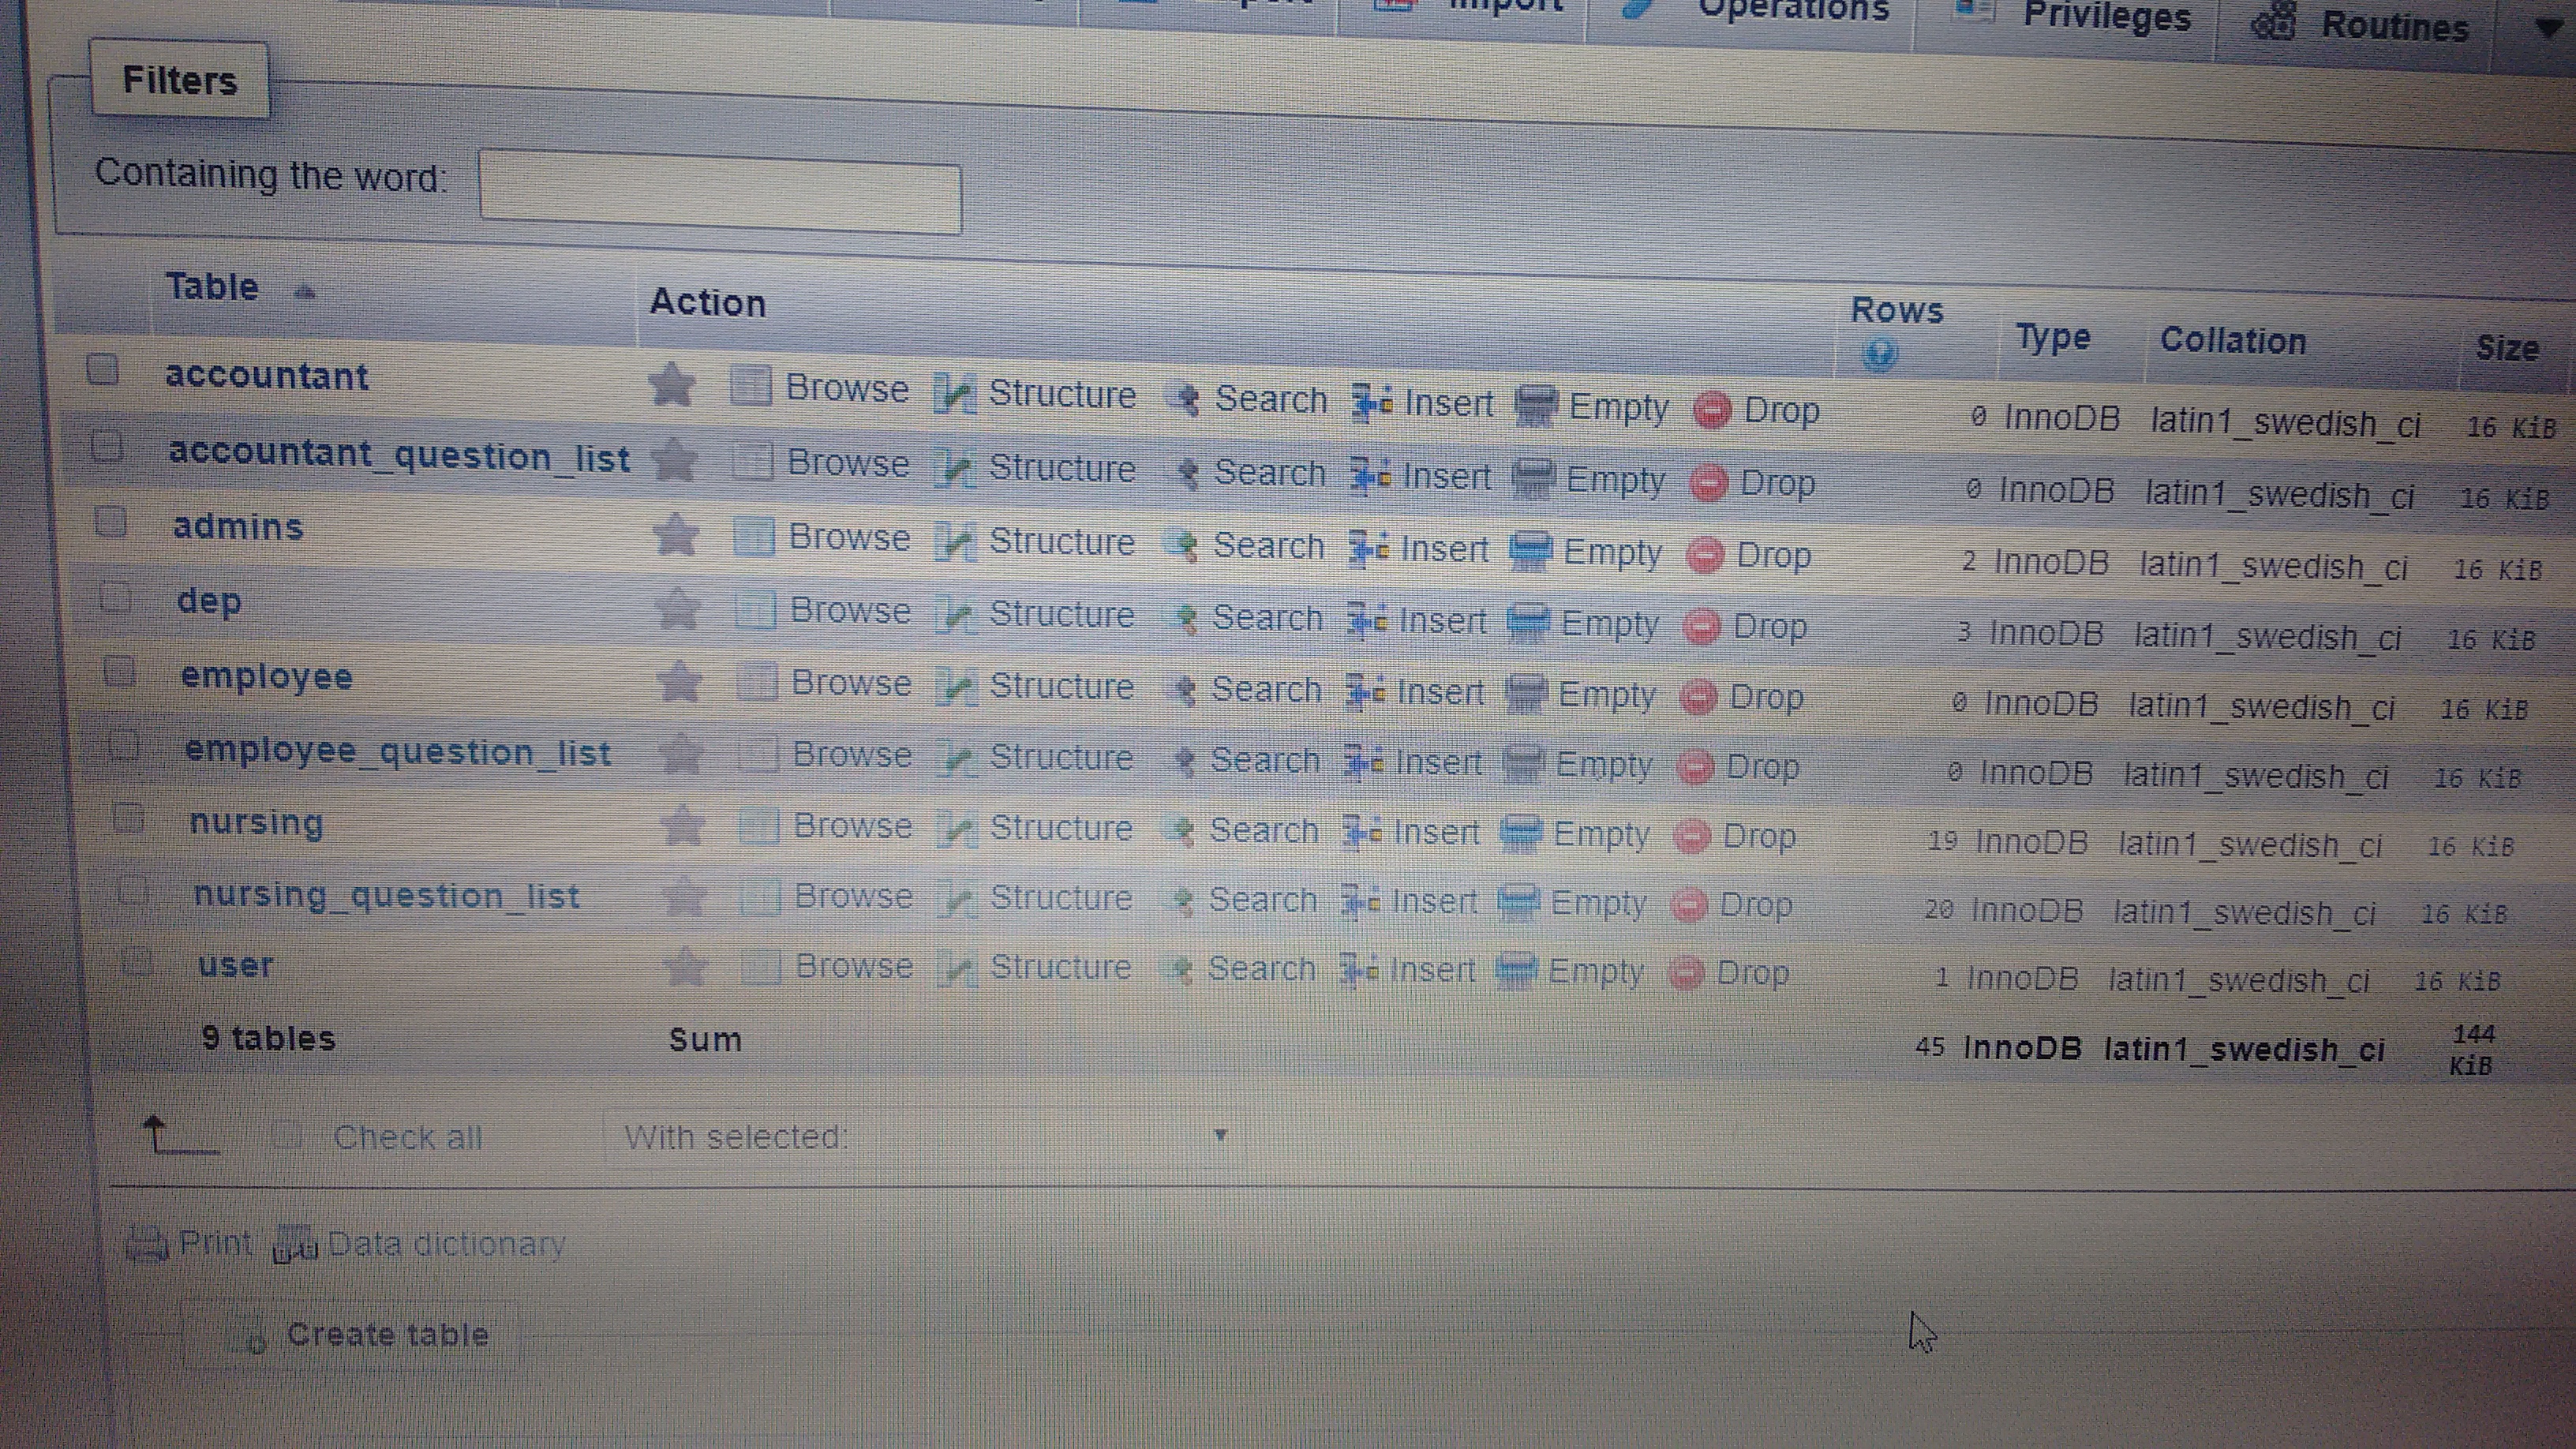 Import Operations Privileges Routines
Filters
Containing the word:
Table Action Rows Type Collation Size
accountant Browse Structure Search Insert Empty Drop 0 InnoDB latin1_swedish_ci 16 KiB
accountant_question_list Browse Structure Search Insert Empty Drop 0 InnoDB latin1_swedish_ci 16 KiB
admins Browse Structure Search Insert Empty Drop 2 InnoDB latin1_swedish_ci 16 KiB
dep Browse Structure Search Insert Empty Drop 3 InnoDB latin1_swedish_ci 16 KiB
employee Browse Structure Search Insert Empty Drop 0 InnoDB latin1_swedish_ci 16 KiB
employee_question_list Browse Structure Search Insert Empty Drop 0 InnoDB latin1_swedish_ci 16 KiB
nursing Browse Structure Search Insert Empty Drop 19 InnoDB latin1_swedish_ci 16 KiB
nursing_question_list Browse Structure Search Insert Empty Drop 20 InnoDB latin1_swedish_ci 16 KiB
user Browse Structure Search Insert Empty Drop 1 InnoDB latin1_swedish_ci 16 KiB
9 tables Sum 45 InnoDB latin1_swedish_ci 144 KiB
Check all With selected:
Print Data dictionary
Create table